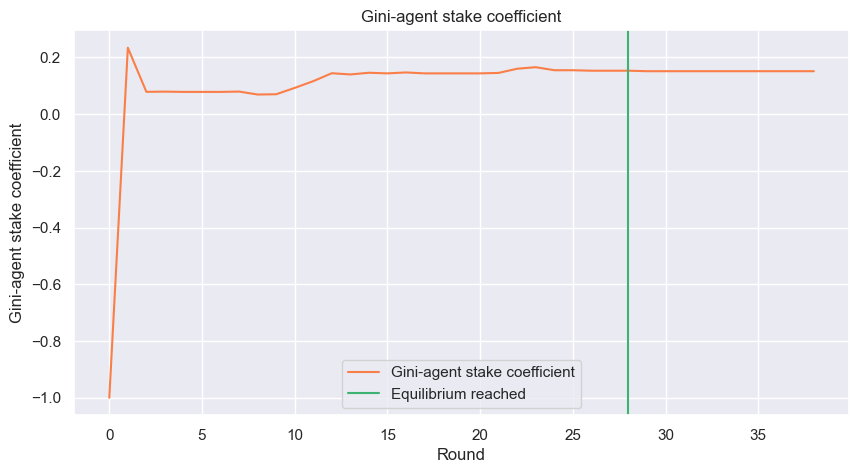 Gini-agent stake coefficient
Gini-agent stake coefficient
0.2
0.0
−0.2
−0.4
−0.6
−0.8
−1.0
Gini-agent stake coefficient
Equilibrium reached
0 5 10 15 20 25 30 35
Round